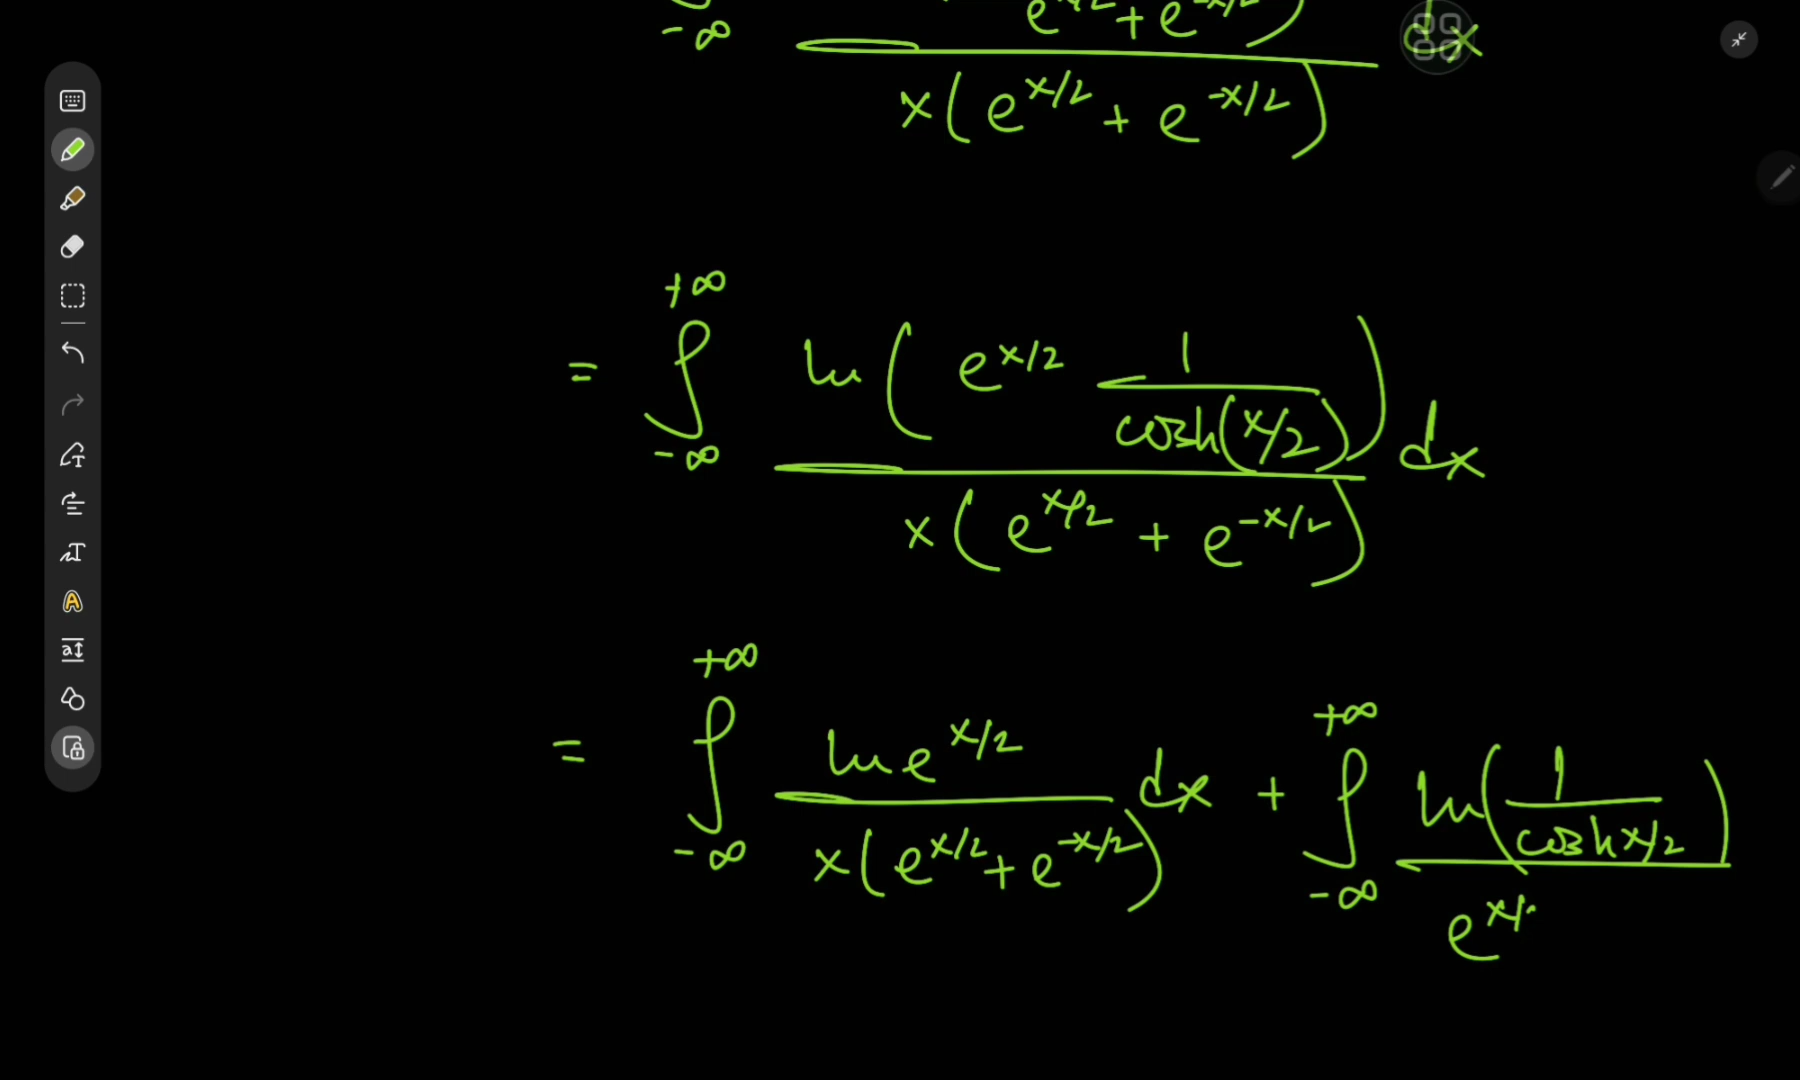 -∞ e^{x/2} + e^{-x/2}) dx
x(e^{x/2} + e^{-x/2})
= ∫_{-∞}^{+∞} ln(e^{x/2} 1/cosh(x/2)) dx
x(e^{x/2} + e^{-x/2})
= ∫_{-∞}^{+∞} ln e^{x/2} / x(e^{x/2} + e^{-x/2}) dx + ∫_{-∞}^{+∞} ln(1/cosh x/2)
e^{x/